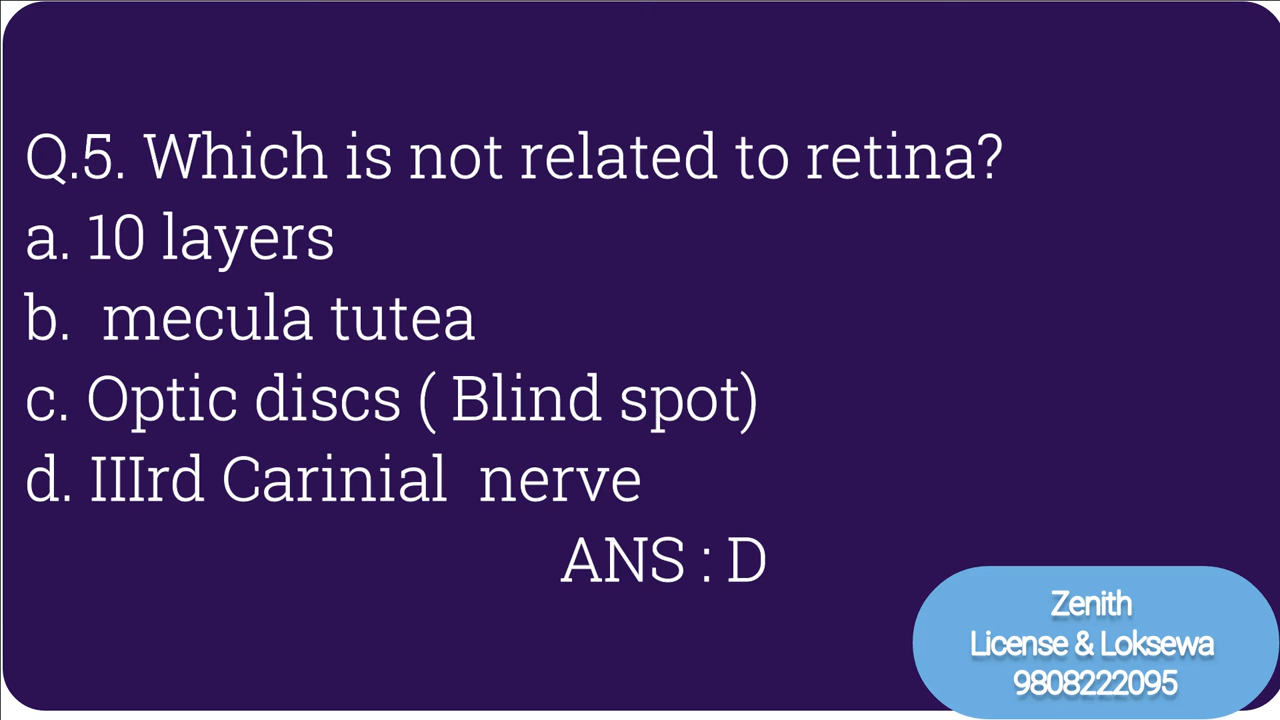 Q.5. Which is not related to retina?
a. 10 layers
b. mecula tutea
c. Optic discs ( Blind spot)
d. IIIrd Carinial nerve
ANS : D
Zenith
License & Loksewa
9808222095